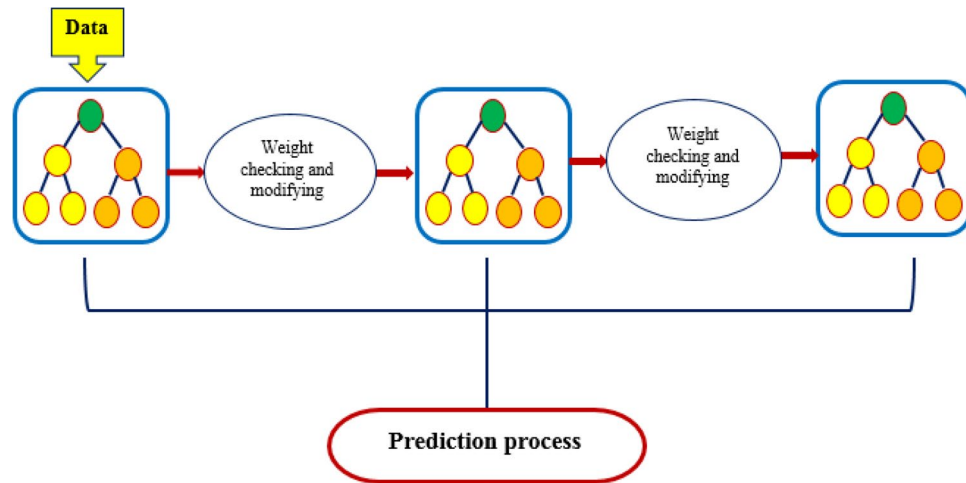 Data
Weight
checking and
modifying
Weight
checking and
modifying
Prediction process